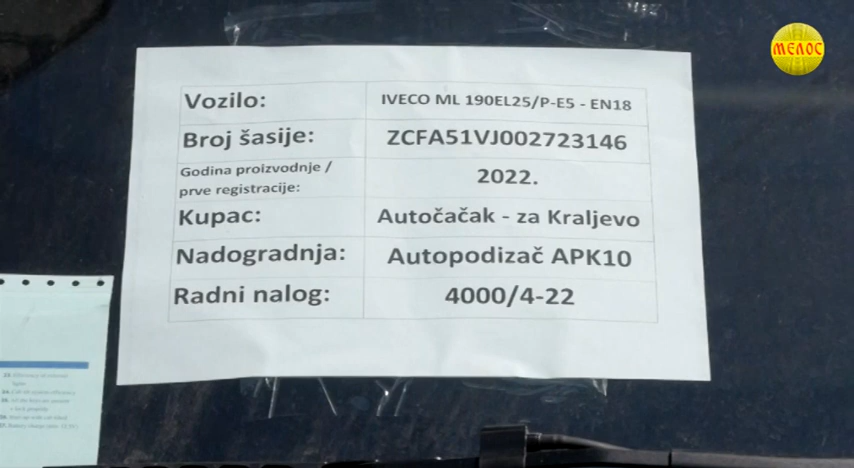 МЕЛОС
Vozilo: IVECO ML 190EL25/P-E5 - EN18
Broj šasije: ZCFA51VJ002723146
Godina proizvodnje /
prve registracije: 2022.
Kupac: Autočačak - za Kraljevo
Nadogradnja: Autopodizač APK10
Radni nalog: 4000/4-22